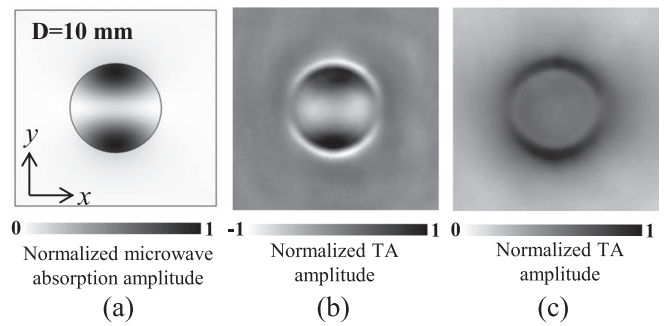 D=10 mm
y
x
0 1
Normalized microwave
absorption amplitude
(a)
-1 1
Normalized TA
amplitude
(b)
0 1
Normalized TA
amplitude
(c)